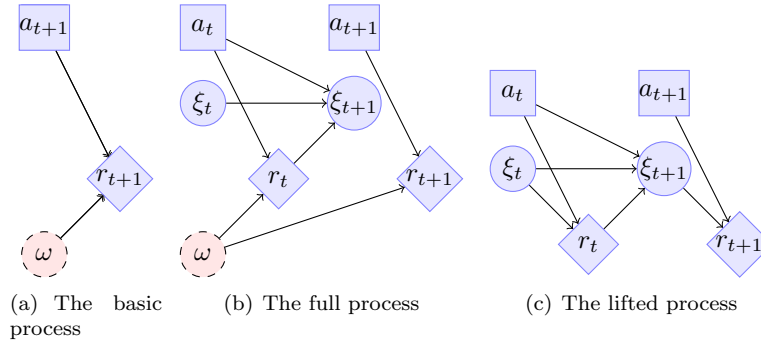 a_{t+1}
r_{t+1}
ω
(a) The basic
process
a_t
a_{t+1}
ξ_t
ξ_{t+1}
r_t
r_{t+1}
ω
(b) The full process
a_t
a_{t+1}
ξ_t
ξ_{t+1}
r_t
r_{t+1}
(c) The lifted process